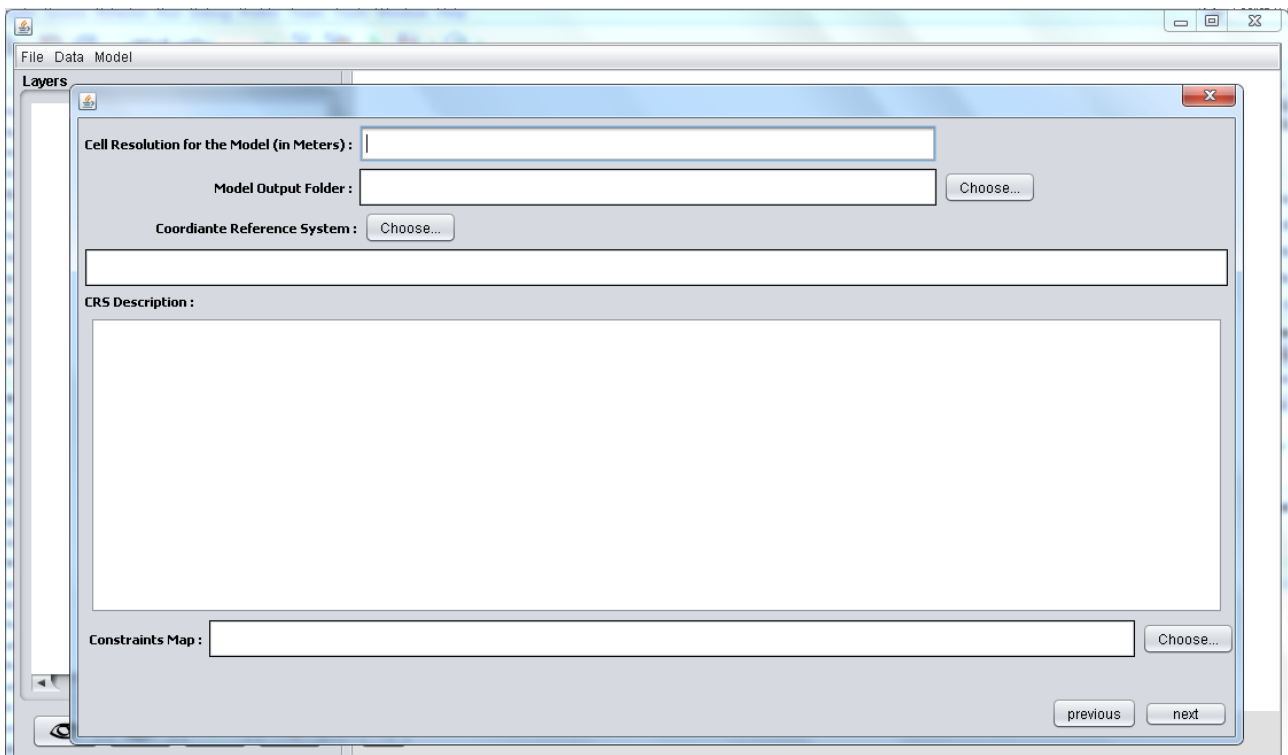 File Data Model
Layers
Cell Resolution for the Model (in Meters) :
Model Output Folder :
Choose...
Coordiante Reference System :
Choose...
CRS Description :
Constraints Map :
Choose...
previous
next